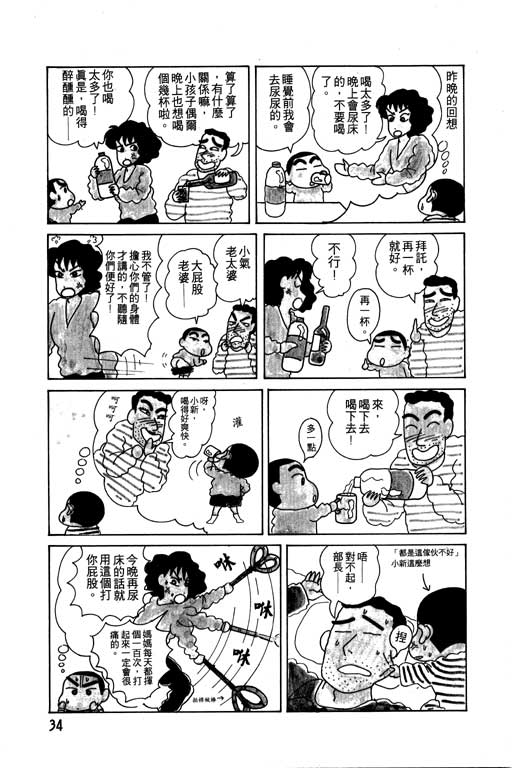 昨昨的回想
喝太多了！
晚上會尿床
的，不要喝
了。
睡覺前我會
去尿尿的。
算了算了
，有什麼
關係嘛，
小孩子偶爾
晚上也想喝
個幾杯啦。
你也喝
太多了！
真是，喝得
醉醺醺的——
拜託，
再一杯
就好。
再一杯。
不行！
小氣
老太婆
大屁股
老婆——
我不管了！
擔心你們的身體
才講的，不聽隨
你們便好了！
來，
喝下去
喝下去！
多一點
灌
呀，
小新，
喝得好爽快。
呵
呵
呵
「都是這傢伙不好」
小新這麼想
捏
唔
對不起，
部長
咻
咻
咻
今晚再尿
床的話就
用這個打
你屁股。
媽媽每天都揮
個一百次，打
起來一定會很
痛的。
拍棉被棒→
34